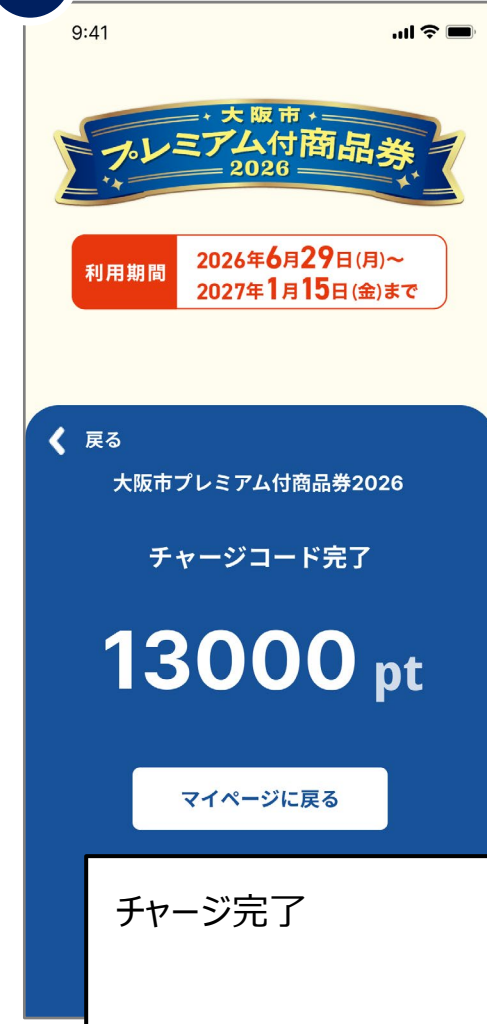 9:41
大阪市
プレミアム付商品券
2026
利用期間
2026年6月29日(月)～
2027年1月15日(金)まで
戻る
大阪市プレミアム付商品券2026
チャージコード完了
13000 pt
マイページに戻る
チャージ完了